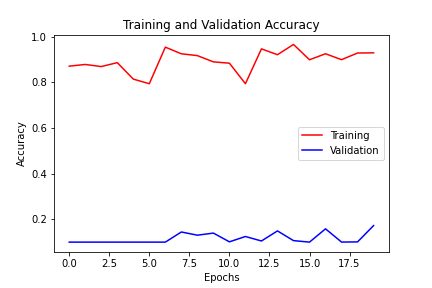 Training and Validation Accuracy
1.0
0.8
0.6
0.4
0.2
Accuracy
Training
Validation
0.0 2.5 5.0 7.5 10.0 12.5 15.0 17.5
Epochs